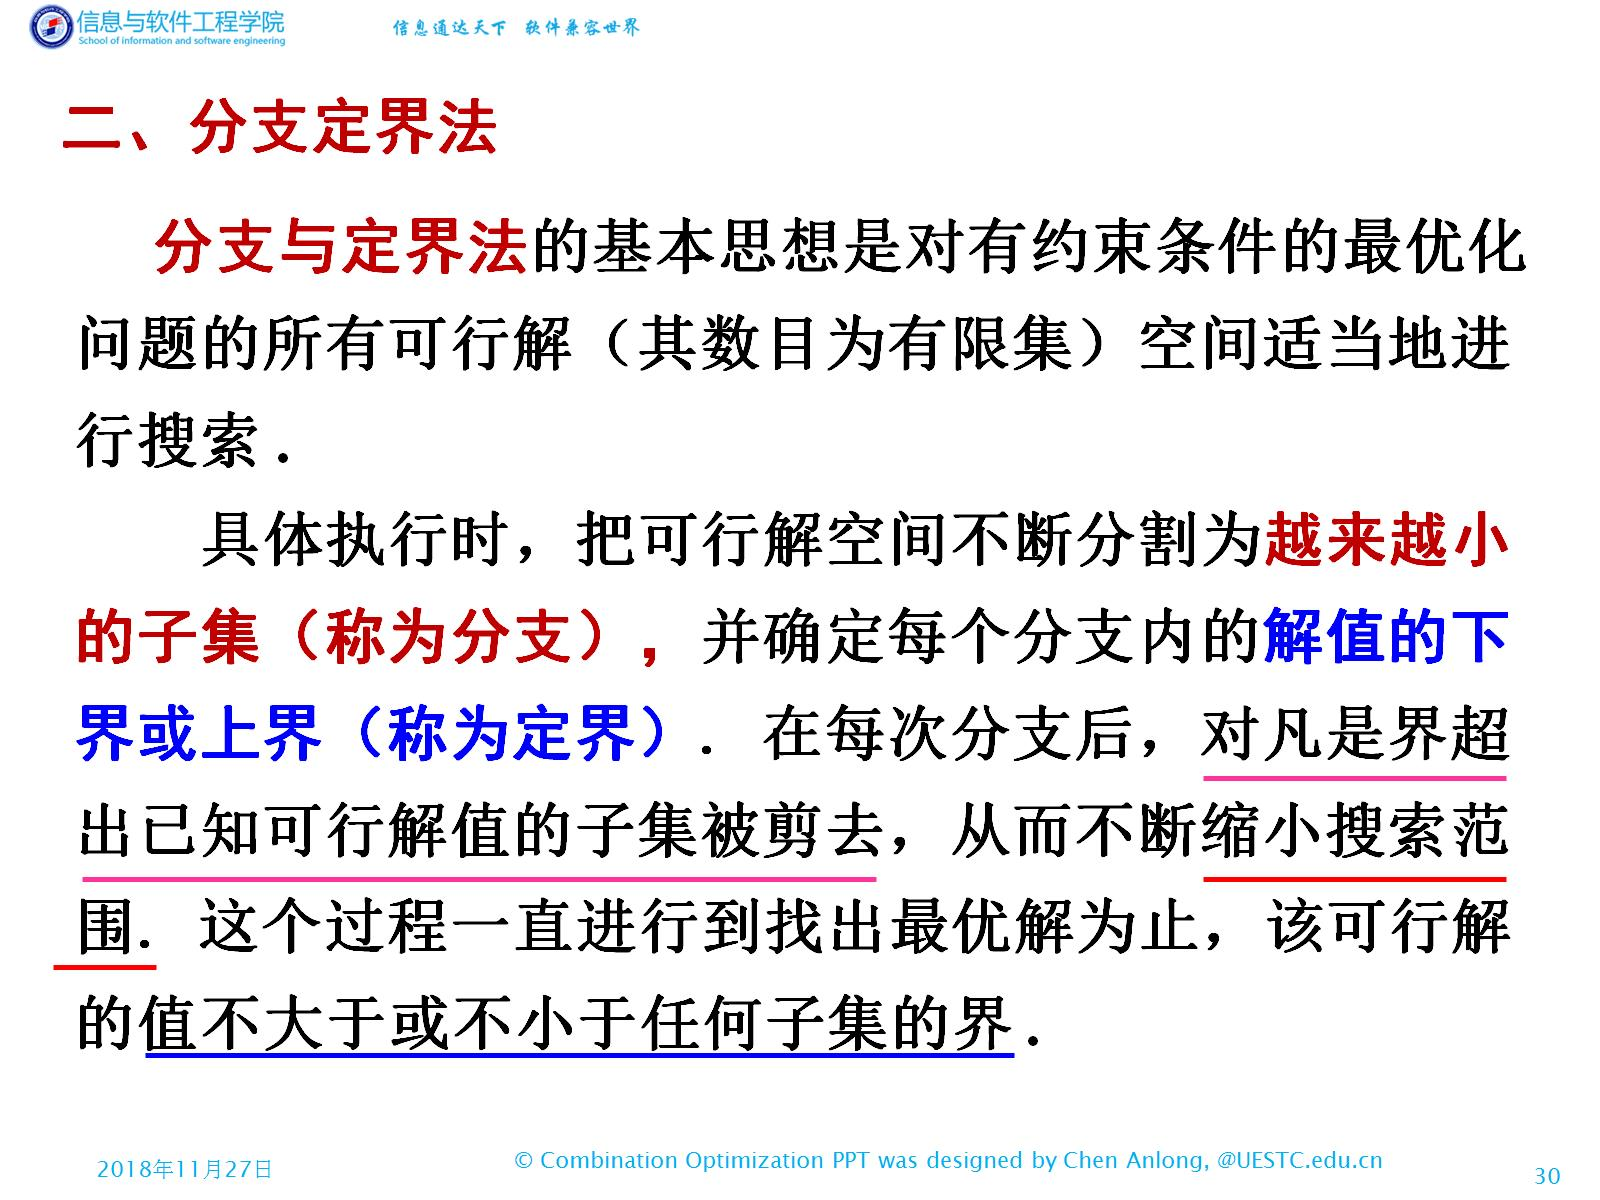 信息与软件工程学院
School of information and software engineering
信息通达天下 软件兼容世界
二、分支定界法
分支与定界法的基本思想是对有约束条件的最优化
问题的所有可行解（其数目为有限集）空间适当地进
行搜索．
具体执行时，把可行解空间不断分割为越来越小
的子集（称为分支），并确定每个分支内的解值的下
界或上界（称为定界）．在每次分支后，对凡是界超
出已知可行解值的子集被剪去，从而不断缩小搜索范
围．这个过程一直进行到找出最优解为止，该可行解
的值不大于或不小于任何子集的界．
2018年11月27日
© Combination Optimization PPT was designed by Chen Anlong, @UESTC.edu.cn
30